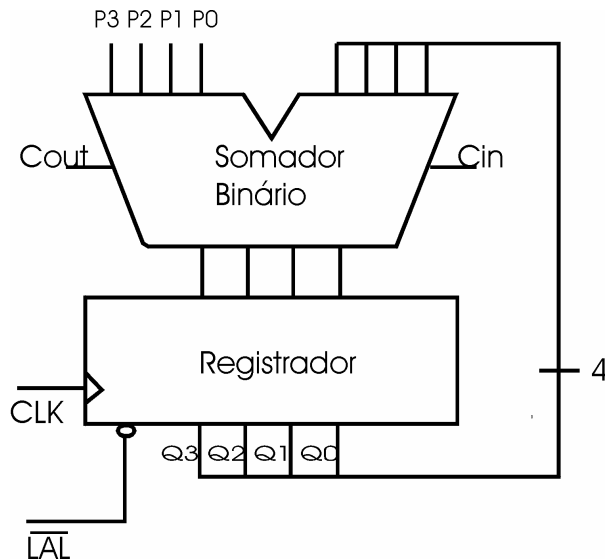 P3 P2 P1 P0
Cout
Somador
Binário
Cin
Registrador
4
CLK
Q3 Q2 Q1 Q0
LAL